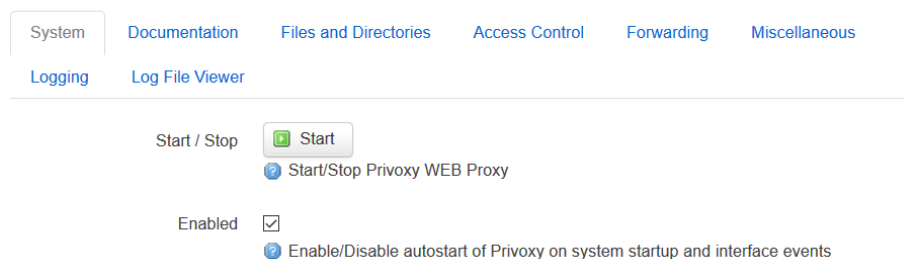 System Documentation Files and Directories Access Control Forwarding Miscellaneous
Logging Log File Viewer
Start / Stop Start
Start/Stop Privoxy WEB Proxy
Enabled
Enable/Disable autostart of Privoxy on system startup and interface events